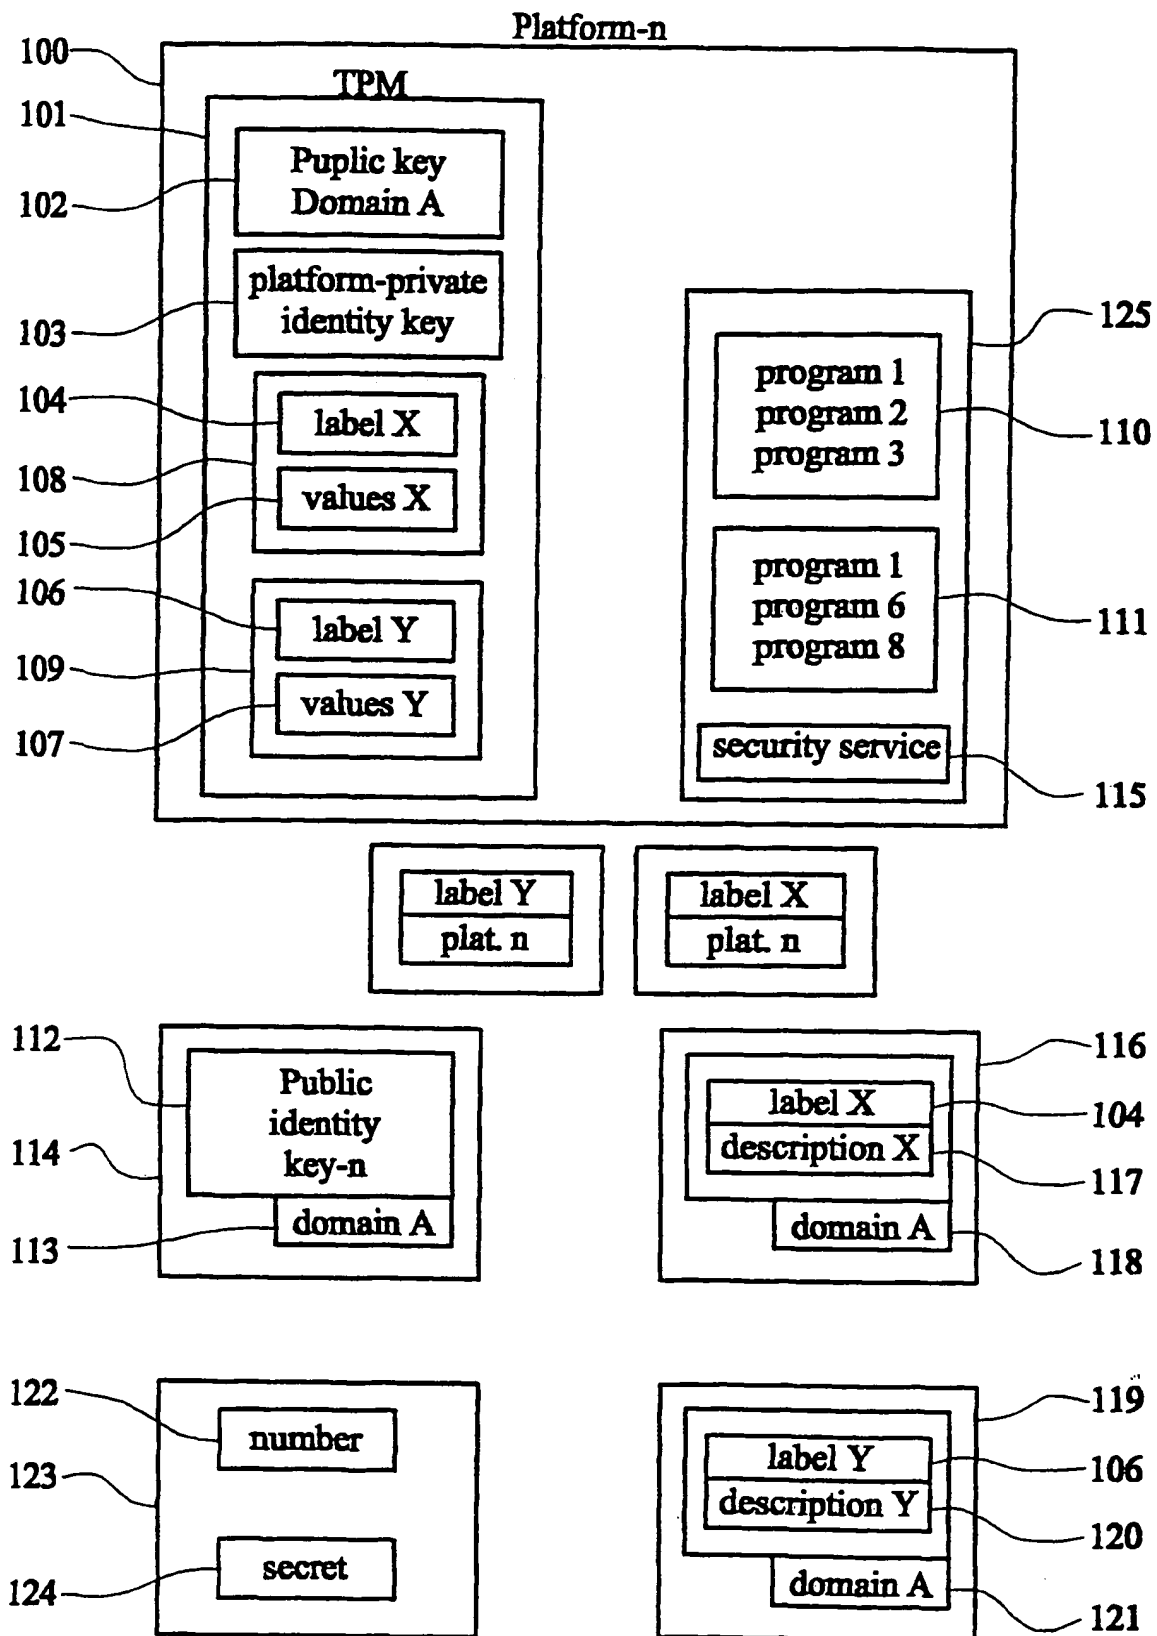 Platform-n
100
TPM
101
Puplic key
Domain A
102
platform-private
identity key
103
125
program 1
program 2
program 3
110
104
label X
108
values X
105
program 1
program 6
program 8
111
106
label Y
109
values Y
107
security service
115
label Y
plat. n
label X
plat. n
112
Public
identity
key-n
114
domain A
113
116
label X
104
description X
117
domain A
118
122
number
123
secret
124
119
label Y
106
description Y
120
domain A
121